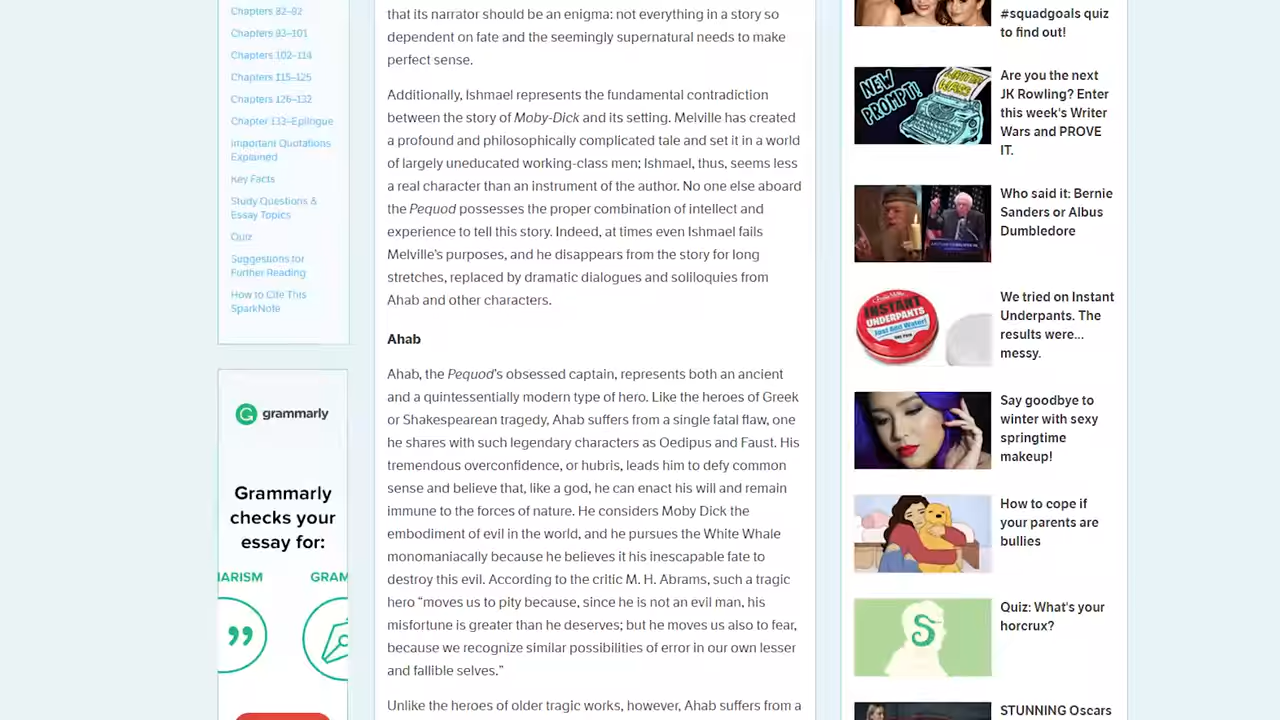 Chapters 82–92
Chapters 93–101
Chapters 102–114
Chapters 115–125
Chapters 126–132
Chapter 133–Epilogue
Important Quotations
Explained
Key Facts
Study Questions &
Essay Topics
Quiz
Suggestions for
Further Reading
How to Cite This
SparkNote
grammarly
Grammarly
checks your
essay for:
IARISM GRAM
that its narrator should be an enigma: not everything in a story so
dependent on fate and the seemingly supernatural needs to make
perfect sense.
Additionally, Ishmael represents the fundamental contradiction
between the story of Moby-Dick and its setting. Melville has created
a profound and philosophically complicated tale and set it in a world
of largely uneducated working-class men; Ishmael, thus, seems less
a real character than an instrument of the author. No one else aboard
the Pequod possesses the proper combination of intellect and
experience to tell this story. Indeed, at times even Ishmael fails
Melville’s purposes, and he disappears from the story for long
stretches, replaced by dramatic dialogues and soliloquies from
Ahab and other characters.
Ahab
Ahab, the Pequod’s obsessed captain, represents both an ancient
and a quintessentially modern type of hero. Like the heroes of Greek
or Shakespearean tragedy, Ahab suffers from a single fatal flaw, one
he shares with such legendary characters as Oedipus and Faust. His
tremendous overconfidence, or hubris, leads him to defy common
sense and believe that, like a god, he can enact his will and remain
immune to the forces of nature. He considers Moby Dick the
embodiment of evil in the world, and he pursues the White Whale
monomaniacally because he believes it his inescapable fate to
destroy this evil. According to the critic M. H. Abrams, such a tragic
hero “moves us to pity because, since he is not an evil man, his
misfortune is greater than he deserves; but he moves us also to fear,
because we recognize similar possibilities of error in our own lesser
and fallible selves.”
Unlike the heroes of older tragic works, however, Ahab suffers from a
#squadgoals quiz
to find out!
NEW
PROMPT!
WRITER
WARS
Are you the next
JK Rowling? Enter
this week's Writer
Wars and PROVE
IT.
Who said it: Bernie
Sanders or Albus
Dumbledore
INSTANT
UNDERPANTS
Just Add Water!
We tried on Instant
Underpants. The
results were...
messy.
Say goodbye to
winter with sexy
springtime
makeup!
How to cope if
your parents are
bullies
Quiz: What's your
horcrux?
STUNNING Oscars